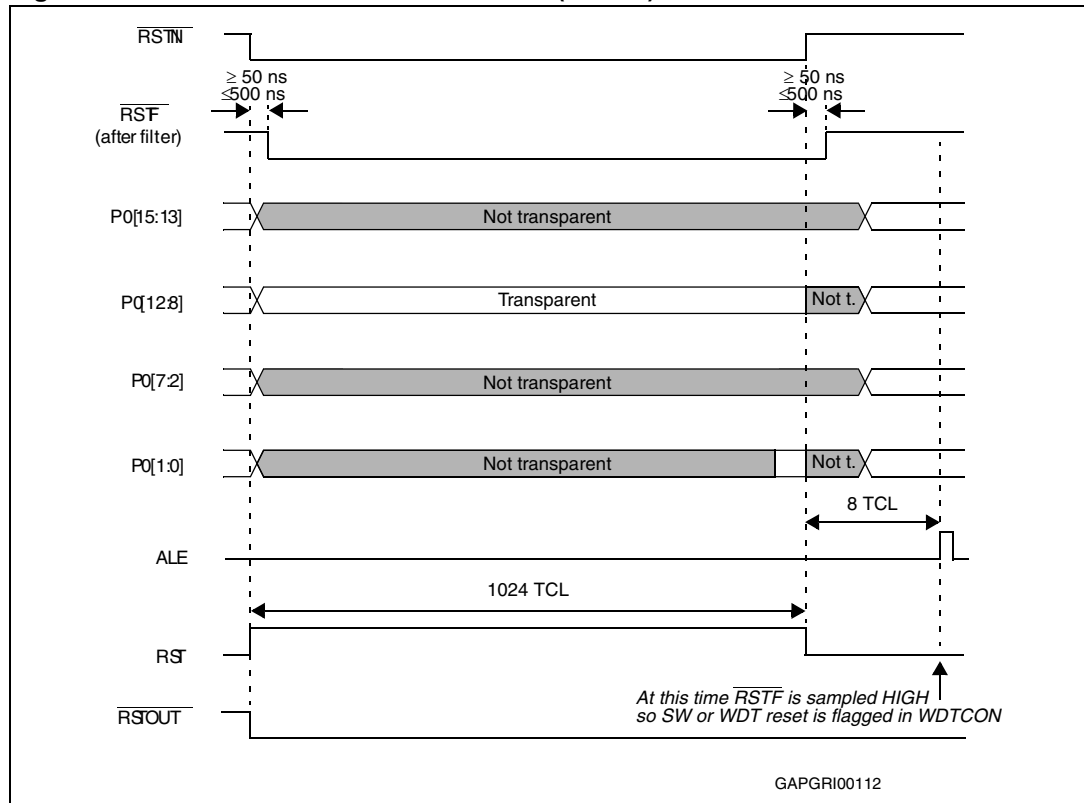 RSTIN
≥ 50 ns
≤500 ns
≥ 50 ns
≤500 ns
RSTF
(after filter)
P0[15:13]
Not transparent
P0[12:8]
Transparent
Not t.
P0[7:2]
Not transparent
P0[1:0]
Not transparent
Not t.
8 TCL
ALE
1024 TCL
RST
At this time RSTF is sampled HIGH
so SW or WDT reset is flagged in WDTCON
RSTOUT
GAPGRI00112